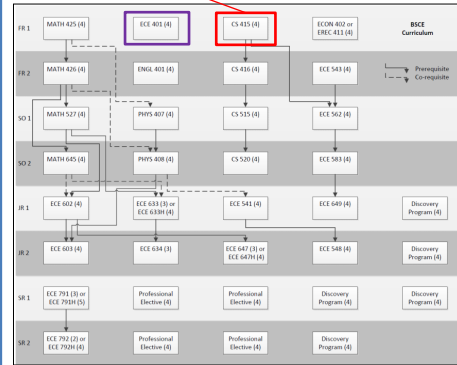 FR 1
MATH 425 (4)
ECE 401 (4)
CS 415 (4)
ECON 402 or
EREC 411 (4)
BSCE
Curriculum
FR 2
MATH 426 (4)
ENGL 401 (4)
CS 416 (4)
ECE 543 (4)
Prerequisite
Co-requisite
SO 1
MATH 527 (4)
PHYS 407 (4)
CS 515 (4)
ECE 562 (4)
SO 2
MATH 645 (4)
PHYS 408 (4)
CS 520 (4)
ECE 583 (4)
JR 1
ECE 602 (4)
ECE 633 (3) or
ECE 633H (4)
ECE 541 (4)
ECE 649 (4)
Discovery
Program (4)
JR 2
ECE 603 (4)
ECE 634 (3)
ECE 647 (3) or
ECE 647H (4)
ECE 548 (4)
Discovery
Program (4)
SR 1
ECE 791 (3) or
ECE 791H (5)
Professional
Elective (4)
Professional
Elective (4)
Discovery
Program (4)
Discovery
Program (4)
SR 2
ECE 792 (2) or
ECE 792H (4)
Professional
Elective (4)
Professional
Elective (4)
Discovery
Program (4)